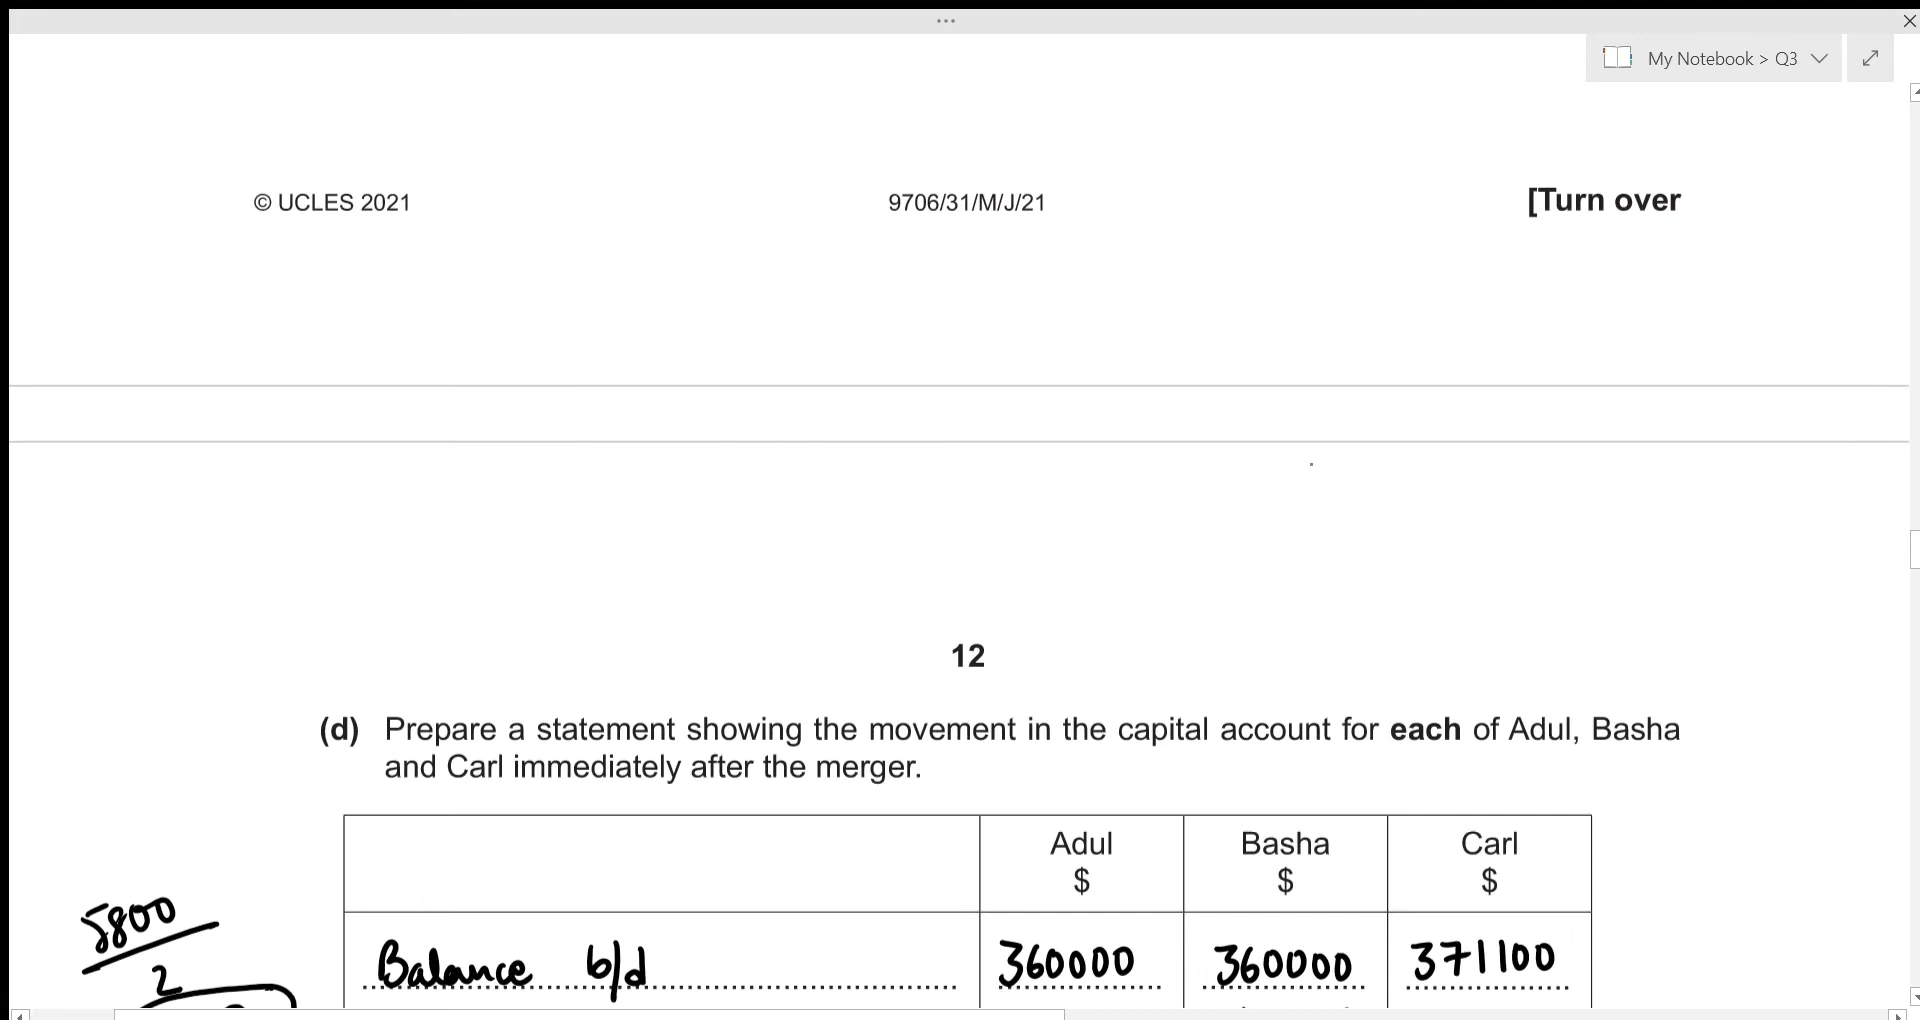 ...
My Notebook > Q3
© UCLES 2021 9706/31/M/J/21 [Turn over
12
(d) Prepare a statement showing the movement in the capital account for each of Adul, Basha
and Carl immediately after the merger.
Adul Basha Carl
$ $ $
5800
2
Balance b/d 360000 360000 371100